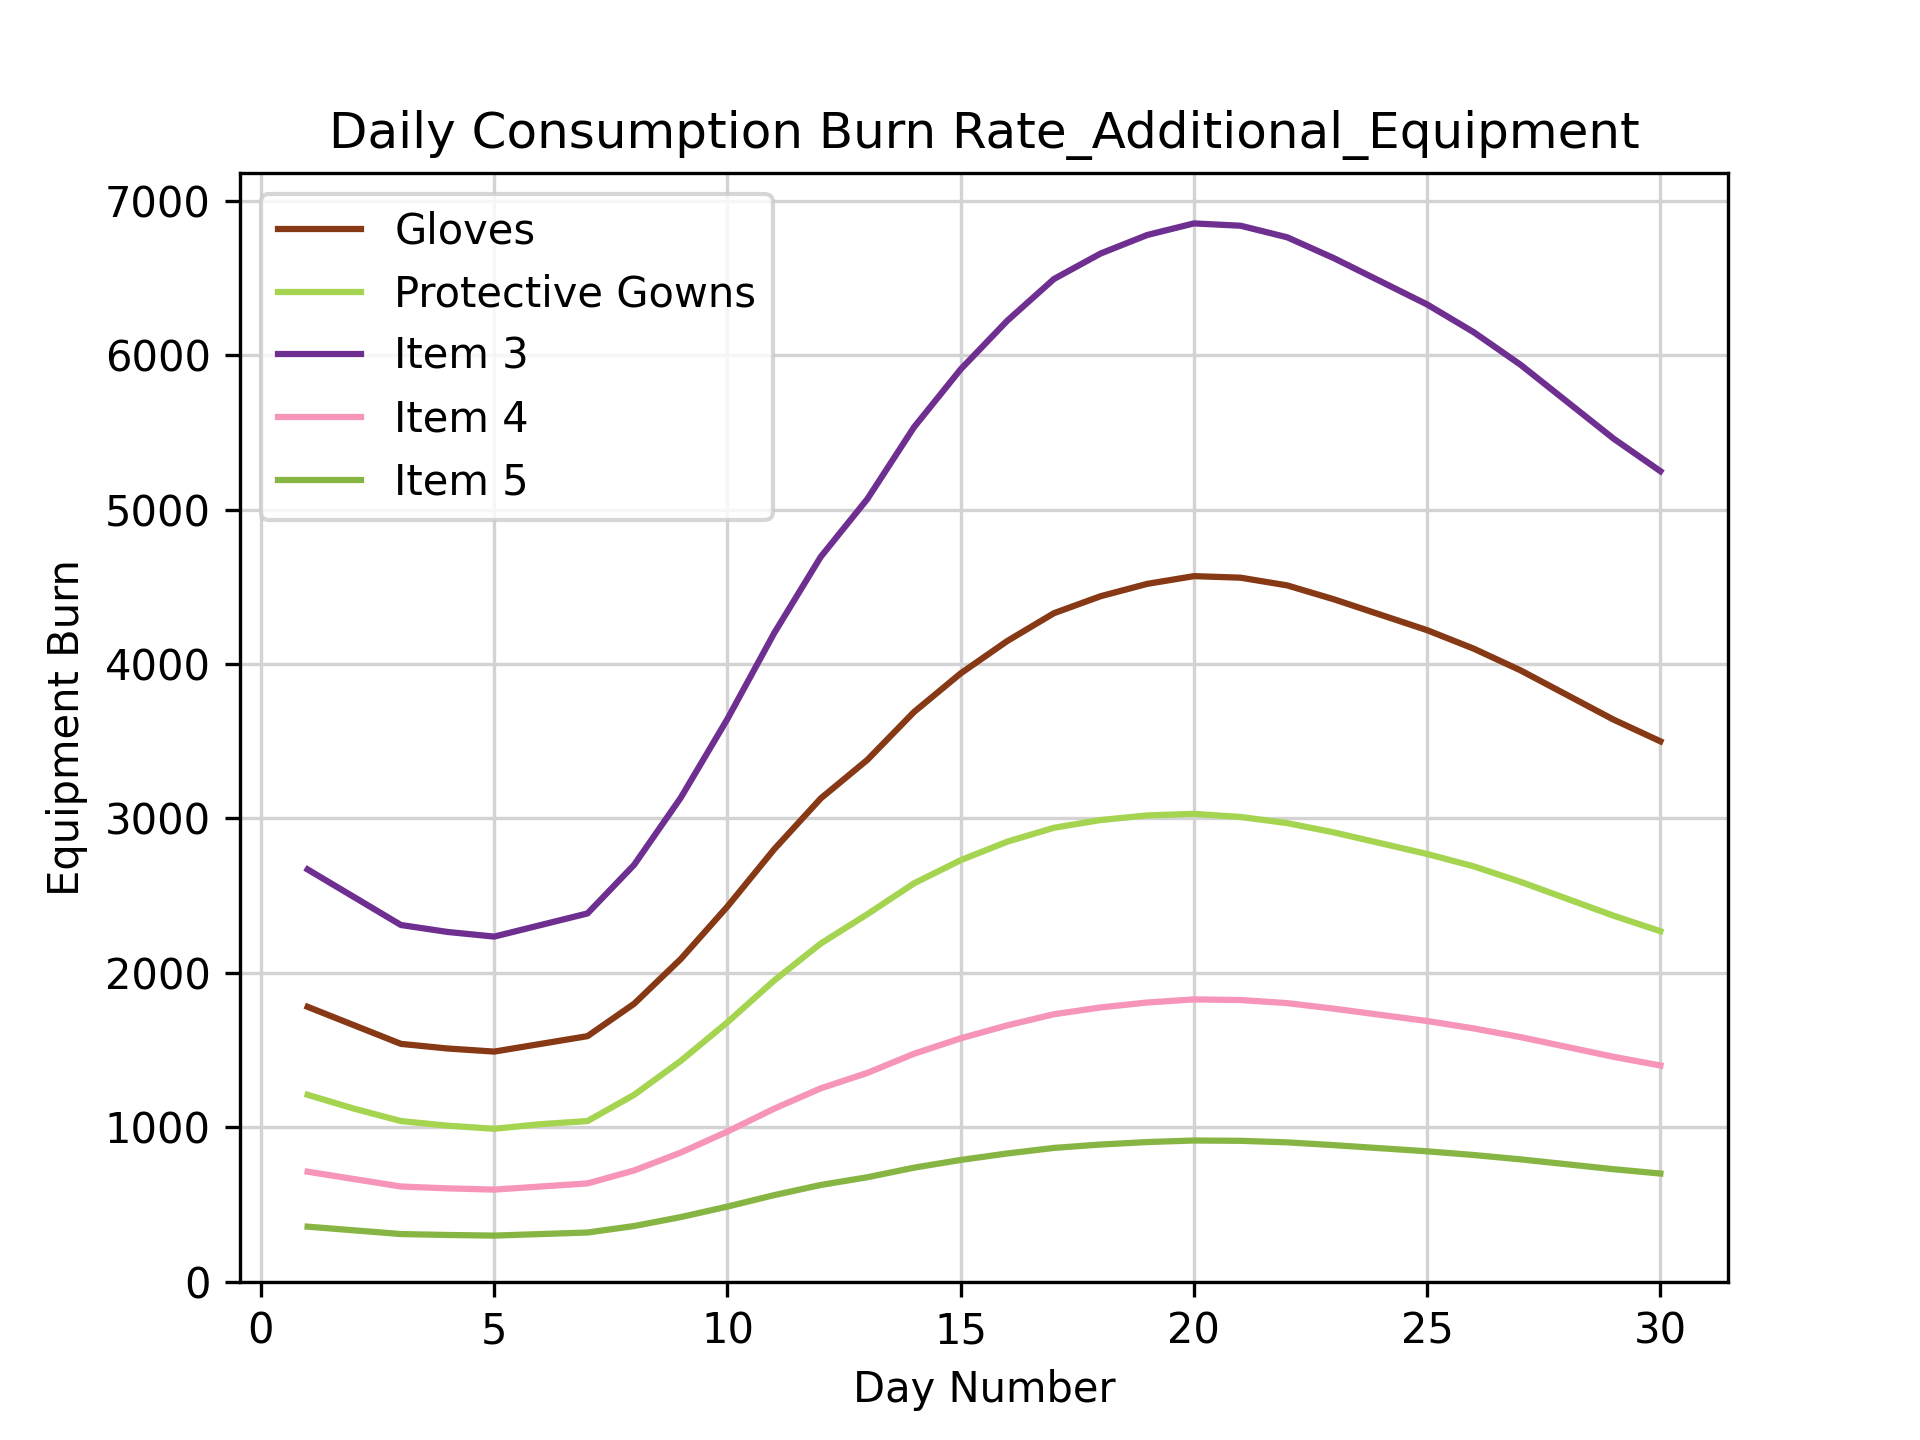 Daily Consumption Burn Rate_Additional_Equipment
7000
6000
5000
4000
3000
2000
1000
0
Equipment Burn
Gloves
Protective Gowns
Item 3
Item 4
Item 5
0 5 10 15 20 25 30
Day Number